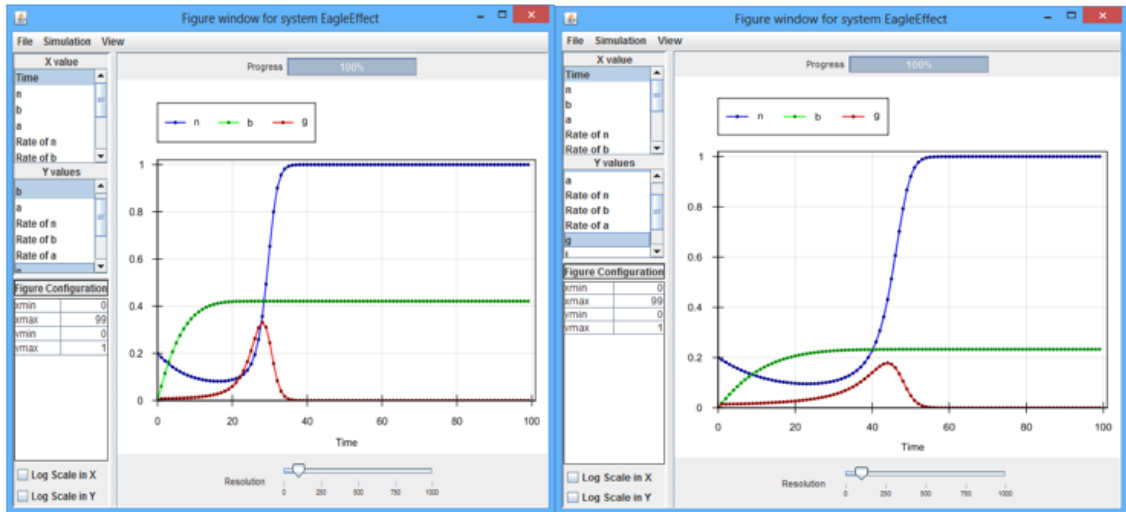 Figure window for system EagleEffect
File Simulation View
X value
Time
n
b
a
Rate of n
Rate of b
Y values
b
a
Rate of n
Rate of b
Rate of a
Figure Configuration
xmin 0
xmax 99
ymin 0
ymax 1
Log Scale in X
Log Scale in Y
Progress 100%
n b g
1
0.8
0.6
0.4
0.2
0
0 20 40 60 80 100
Time
Resolution
0 250 500 750 1000
Figure window for system EagleEffect
File Simulation View
X value
Time
n
b
a
Rate of n
Rate of b
Y values
a
Rate of n
Rate of b
Rate of a
g
Figure Configuration
xmin 0
xmax 99
ymin 0
ymax 1
Log Scale in X
Log Scale in Y
Progress 100%
n b g
1
0.8
0.6
0.4
0.2
0
0 20 40 60 80 100
Time
Resolution
0 250 500 750 1000